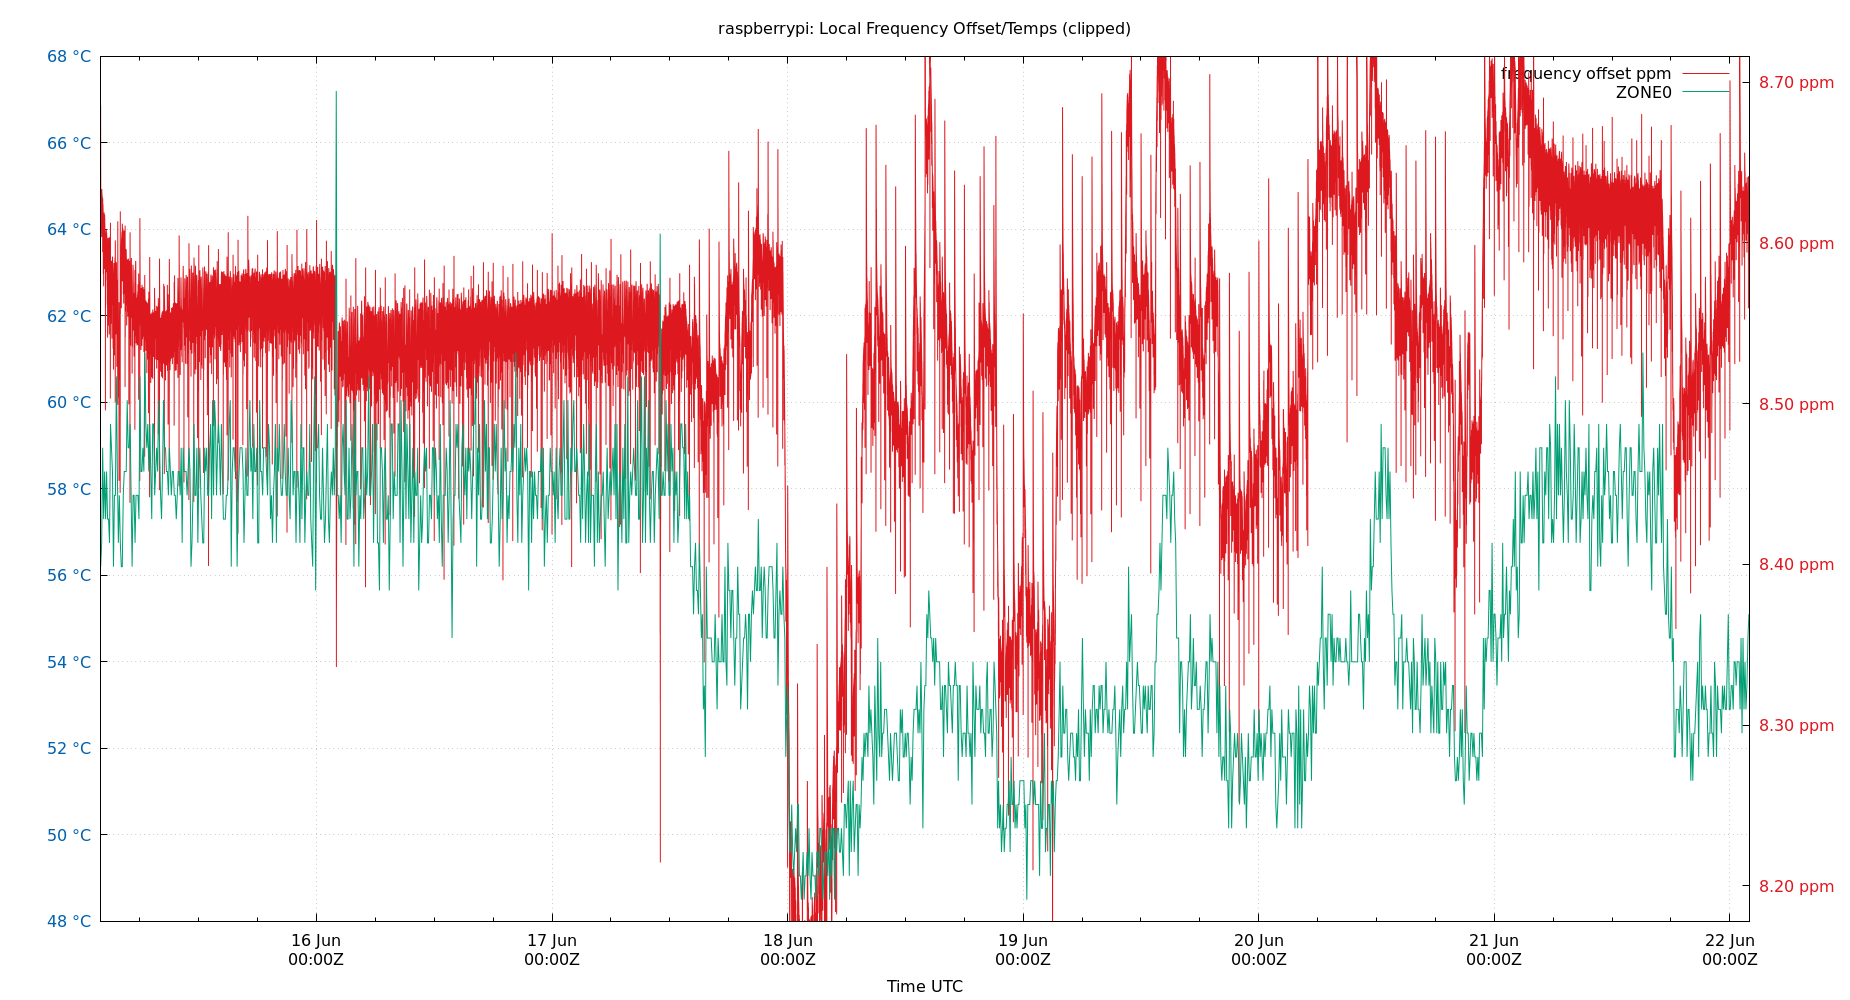 raspberrypi: Local Frequency Offset/Temps (clipped)
68 °C
66 °C
64 °C
62 °C
60 °C
58 °C
56 °C
54 °C
52 °C
50 °C
48 °C
frequency offset ppm
ZONE0
8.70 ppm
8.60 ppm
8.50 ppm
8.40 ppm
8.30 ppm
8.20 ppm
16 Jun
00:00Z
17 Jun
00:00Z
18 Jun
00:00Z
19 Jun
00:00Z
20 Jun
00:00Z
21 Jun
00:00Z
22 Jun
00:00Z
Time UTC